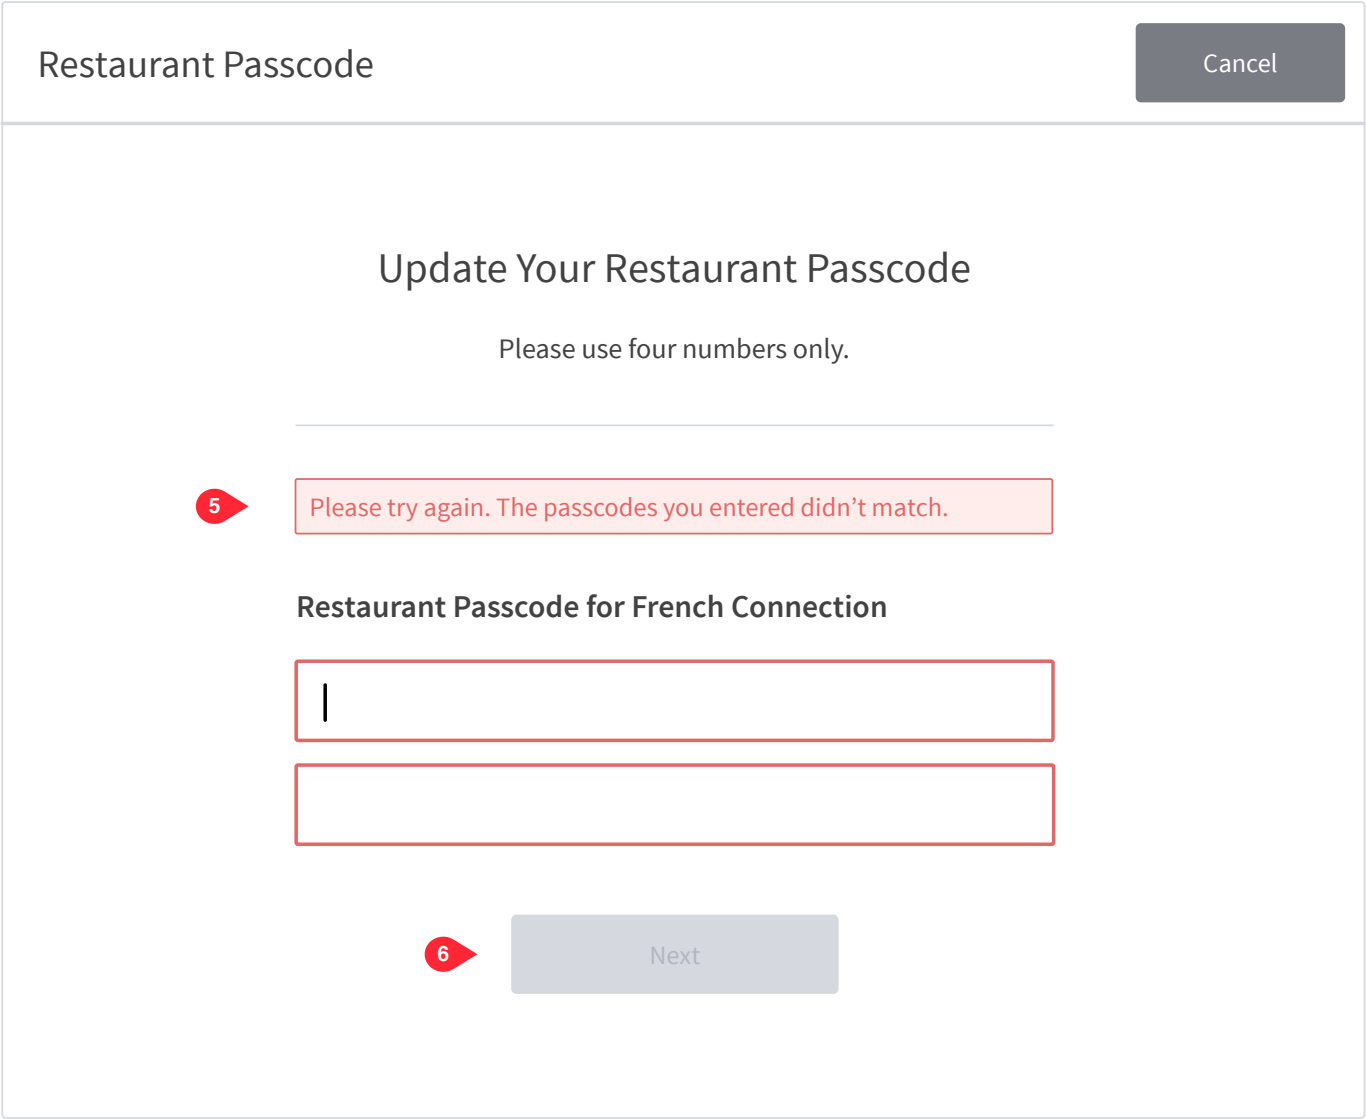 Restaurant Passcode
Cancel
Update Your Restaurant Passcode
Please use four numbers only.
5
Please try again. The passcodes you entered didn’t match.
Restaurant Passcode for French Connection
6
Next